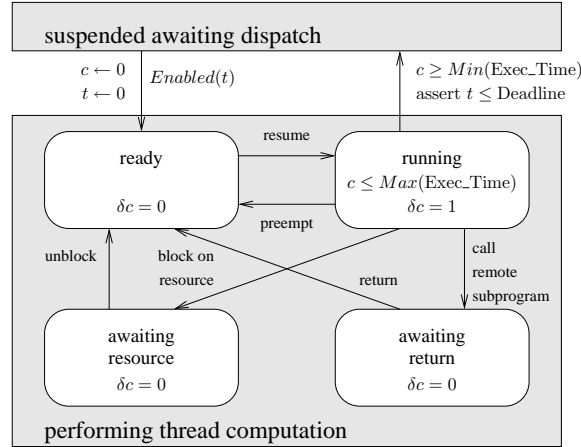 suspended awaiting dispatch
c ← 0
t ← 0
Enabled(t)
c ≥ Min(Exec_Time)
assert t ≤ Deadline
ready
δc = 0
resume
running
c ≤ Max(Exec_Time)
δc = 1
preempt
unblock
block on
resource
return
call
remote
subprogram
awaiting
resource
δc = 0
awaiting
return
δc = 0
performing thread computation